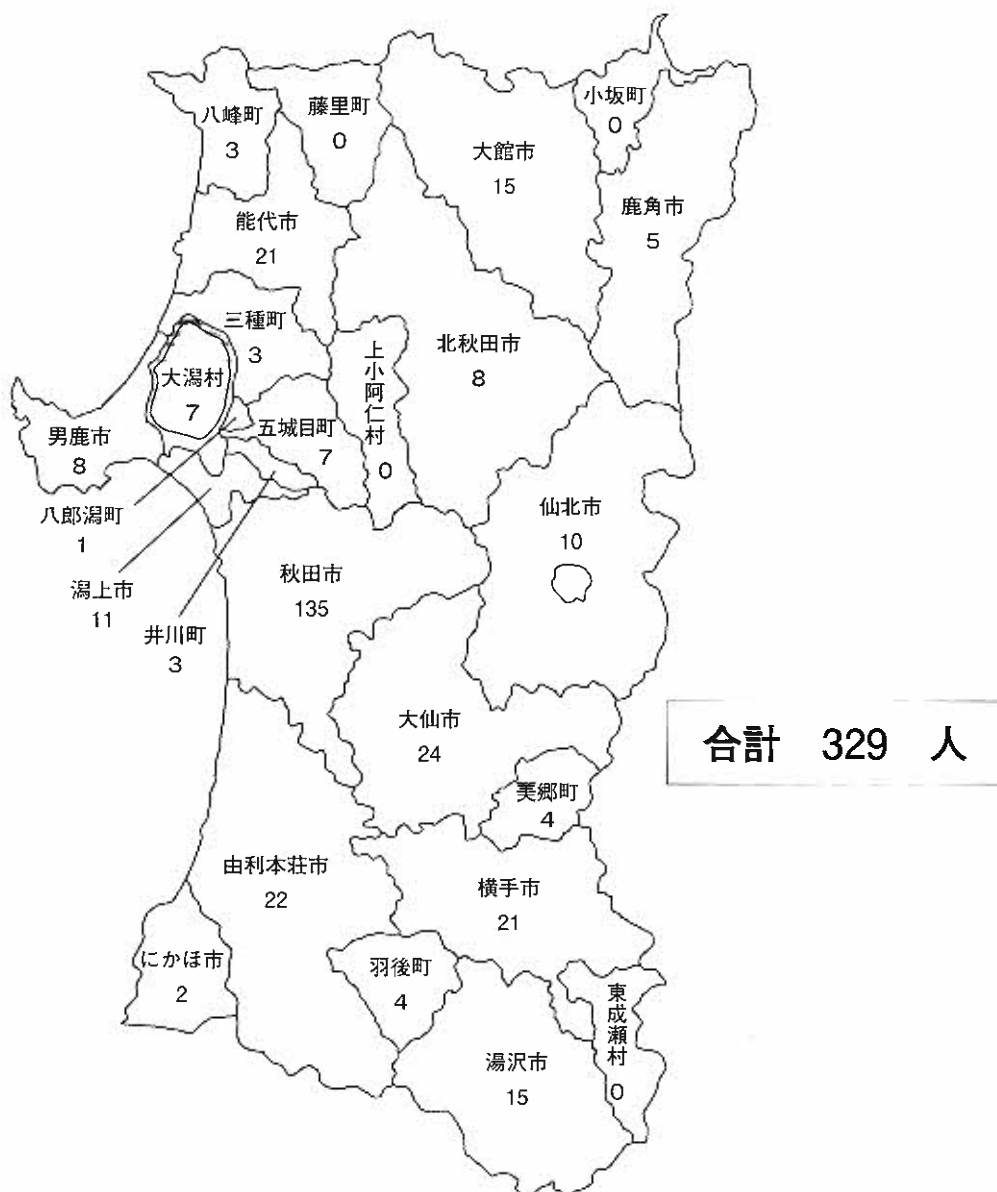 八峰町
3
藤里町
0
小坂町
0
大館市
15
鹿角市
5
能代市
21
三種町
3
北秋田市
8
上小阿仁村
0
大潟村
7
男鹿市
8
五城目町
7
八郎潟町
1
潟上市
11
井川町
3
秋田市
135
仙北市
10
大仙市
24
合計 329 人
美郷町
4
由利本荘市
22
横手市
21
にかほ市
2
羽後町
4
東成瀬村
0
湯沢市
15